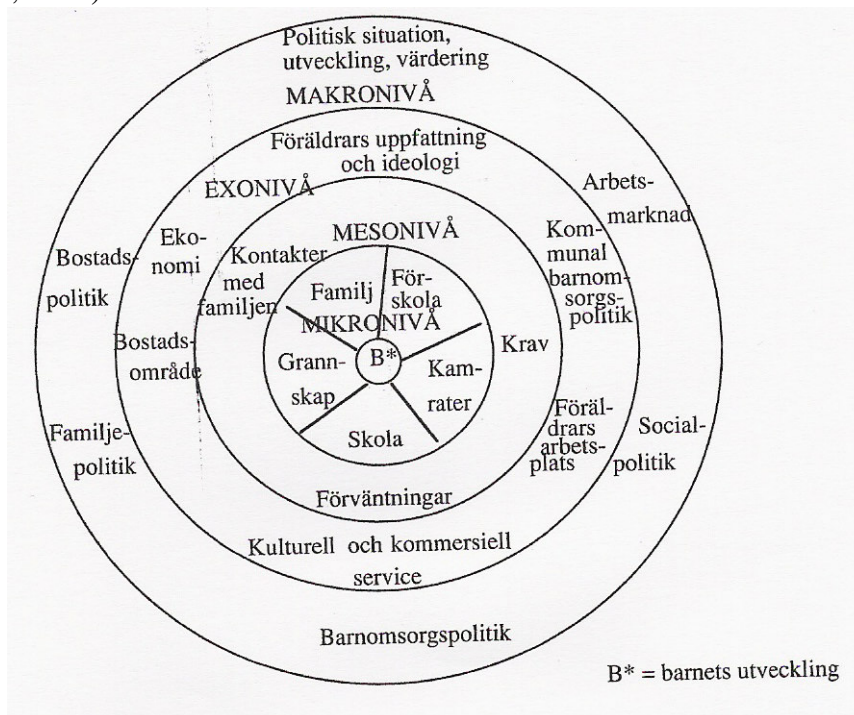 Politisk situation,
utveckling, värdering
MAKRONIVÅ
Föräldrars uppfattning
och ideologi
EXONIVÅ
Arbets-
marknad
Bostads-
politik
Eko-
nomi
Kom-
munal
barnom-
sorgs-
politik
MESONIVÅ
Kontakter
med
familjen
Familj
För-
skola
MIKRONIVÅ
Bostads-
område
Grann-
skap
B*
Kam-
rater
Krav
Skola
Familje-
politik
Föräl-
drars
arbets-
plats
Social-
politik
Förväntningar
Kulturell och kommersiell
service
Barnomsorgspolitik
B* = barnets utveckling